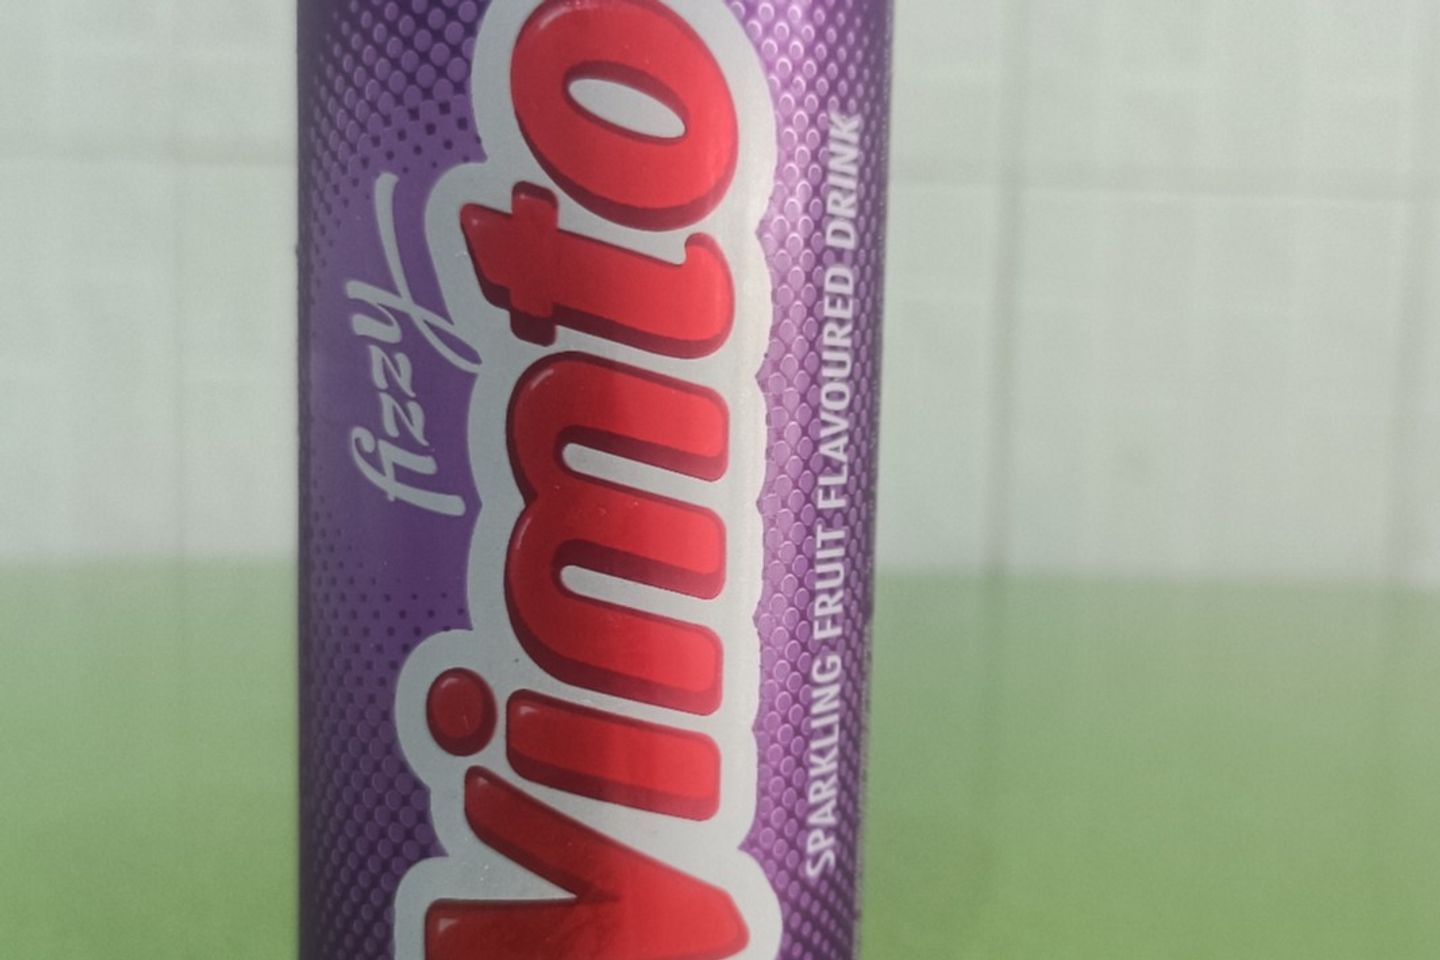 fizzy
Vimto
SPARKLING FRUIT FLAVOURED DRINK